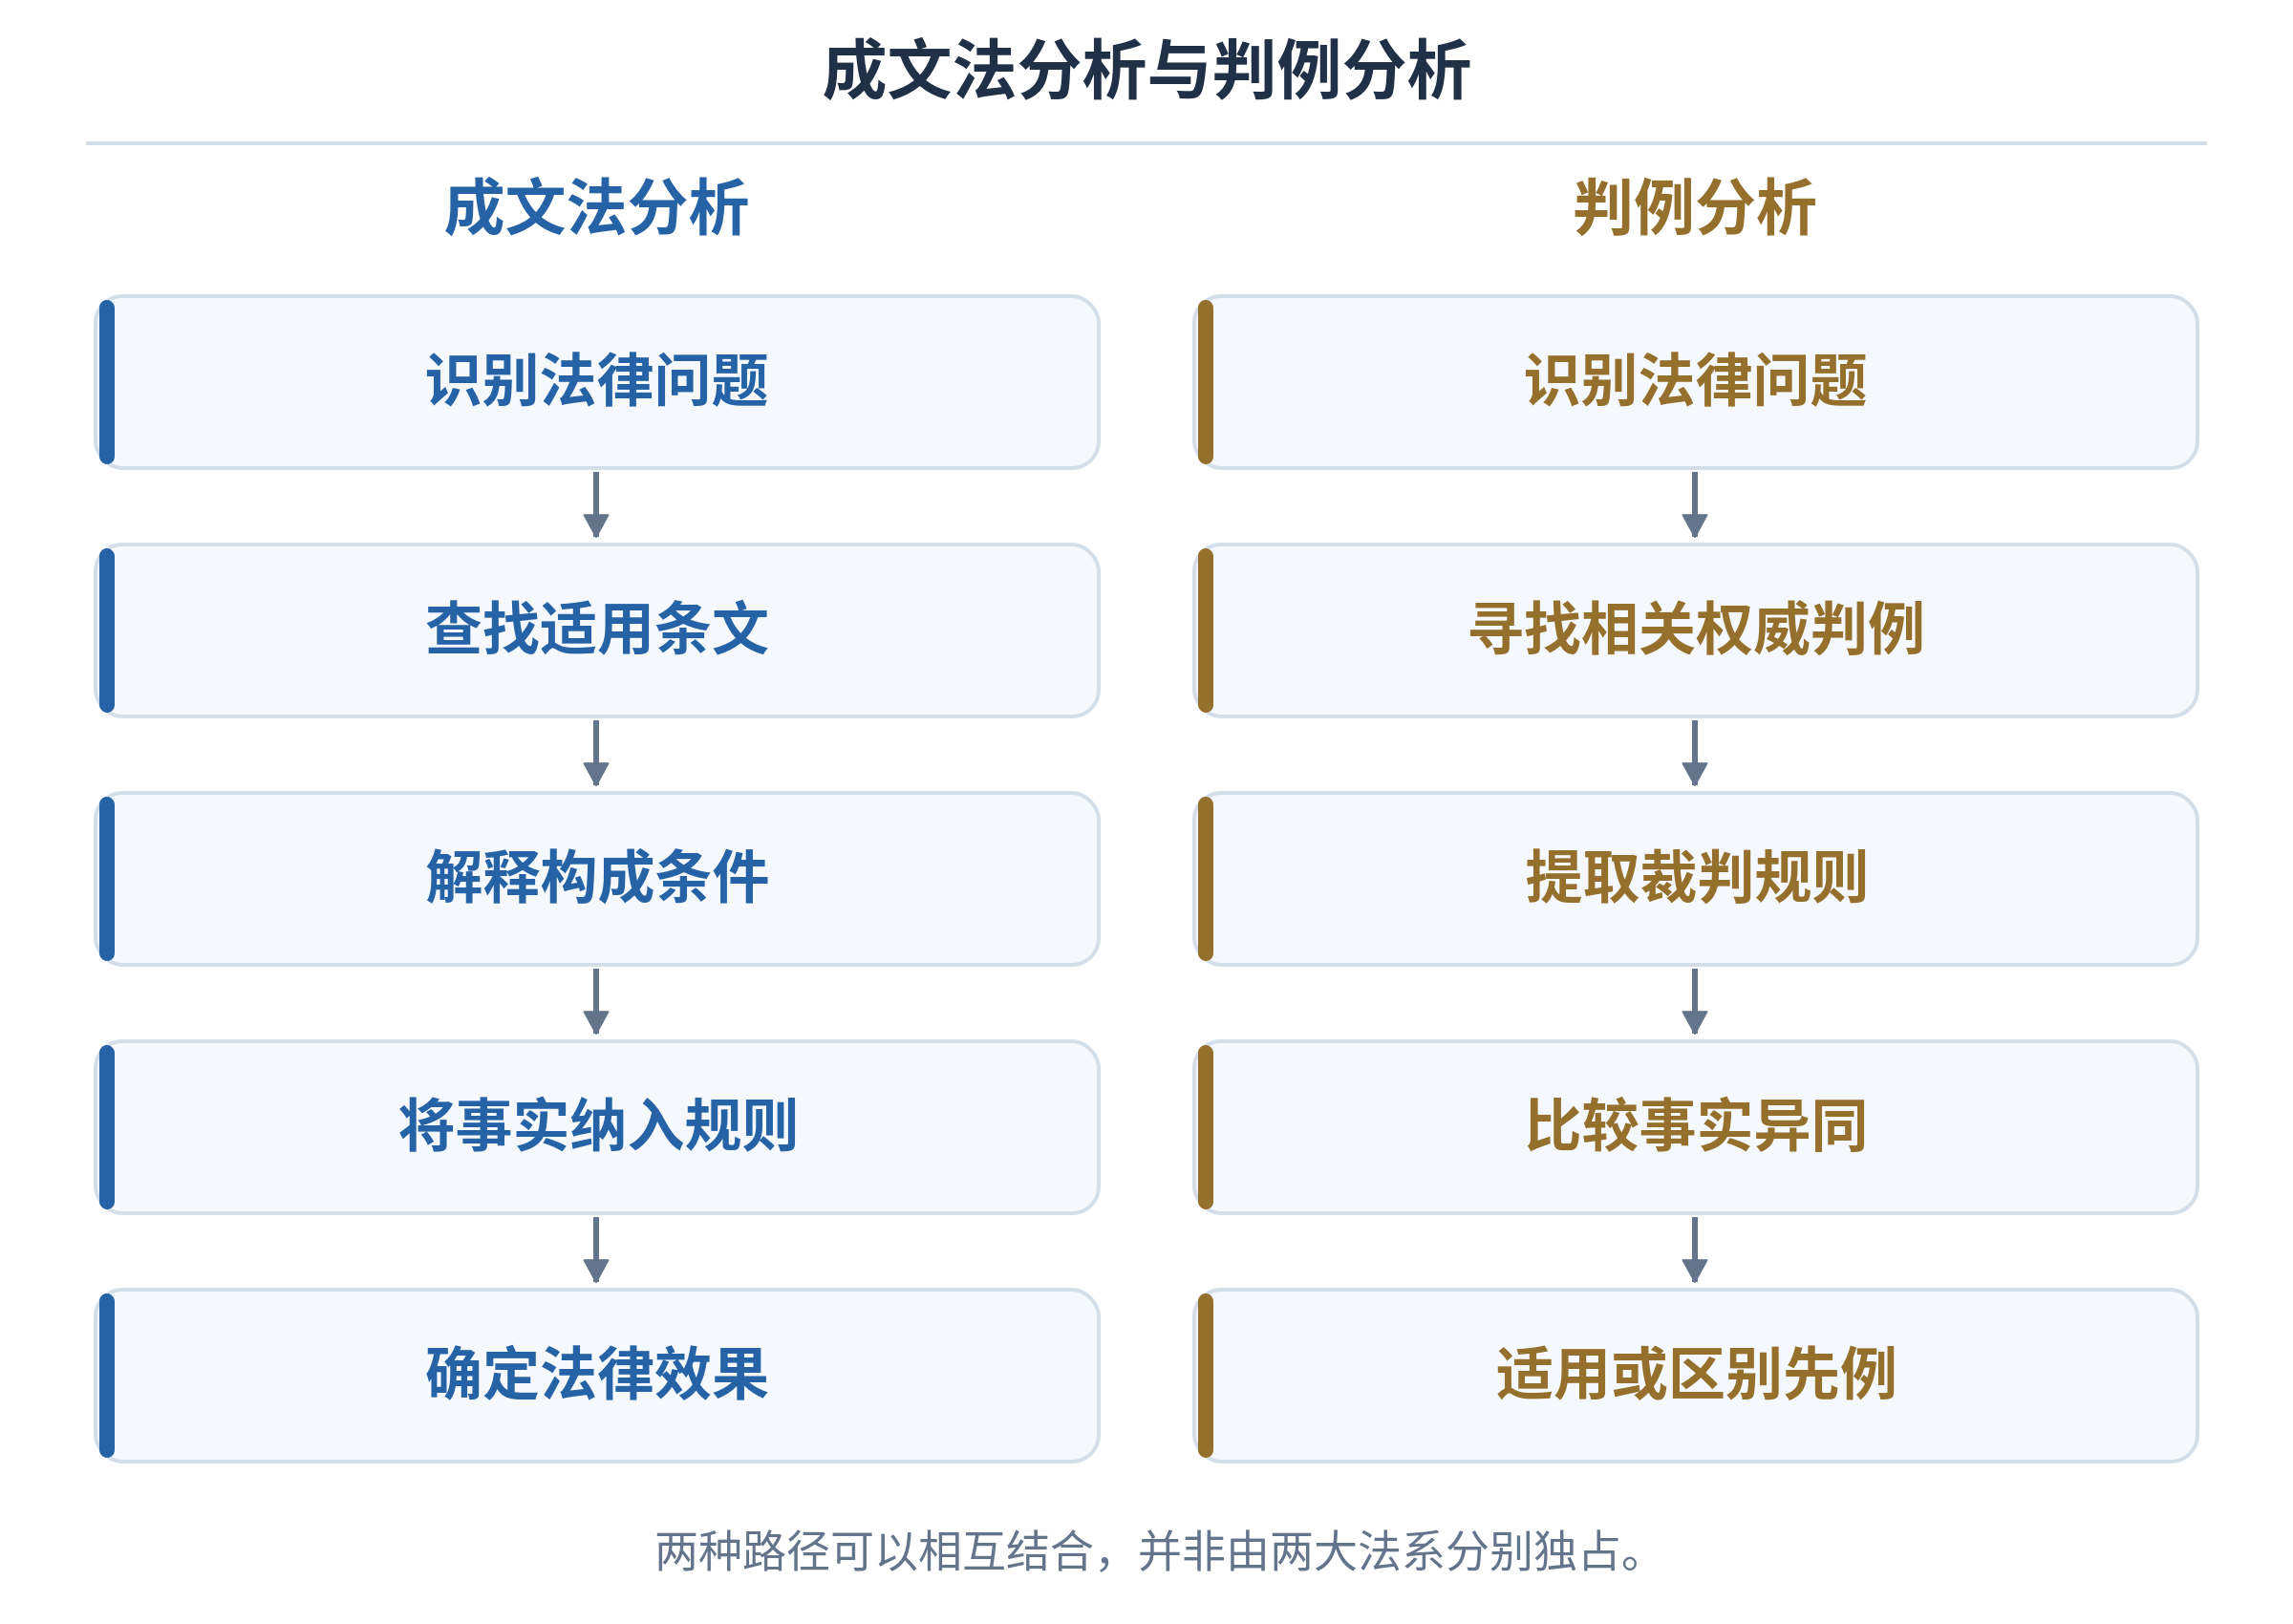 成文法分析与判例分析
成文法分析
识别法律问题
查找适用条文
解释构成条件
将事实纳入规则
确定法律效果
判例分析
识别法律问题
寻找相关权威判例
提取裁判规则
比较事实异同
适用或区别先例
两种路径可以相互结合，并非由两大法系分别独占。